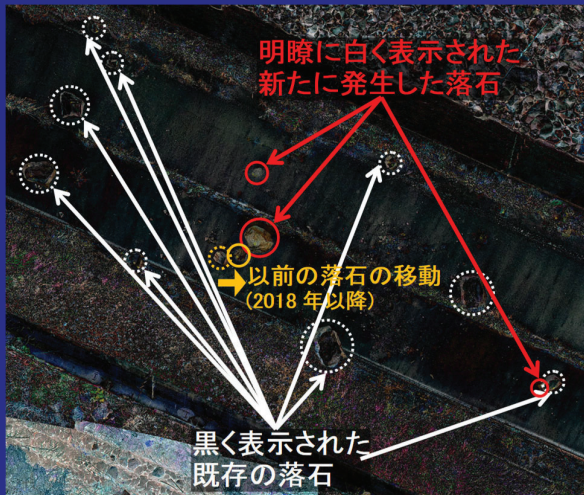 明瞭に白く表示された
新たに発生した落石
以前の落石の移動
(2018 年以降)
黒く表示された
既存の落石